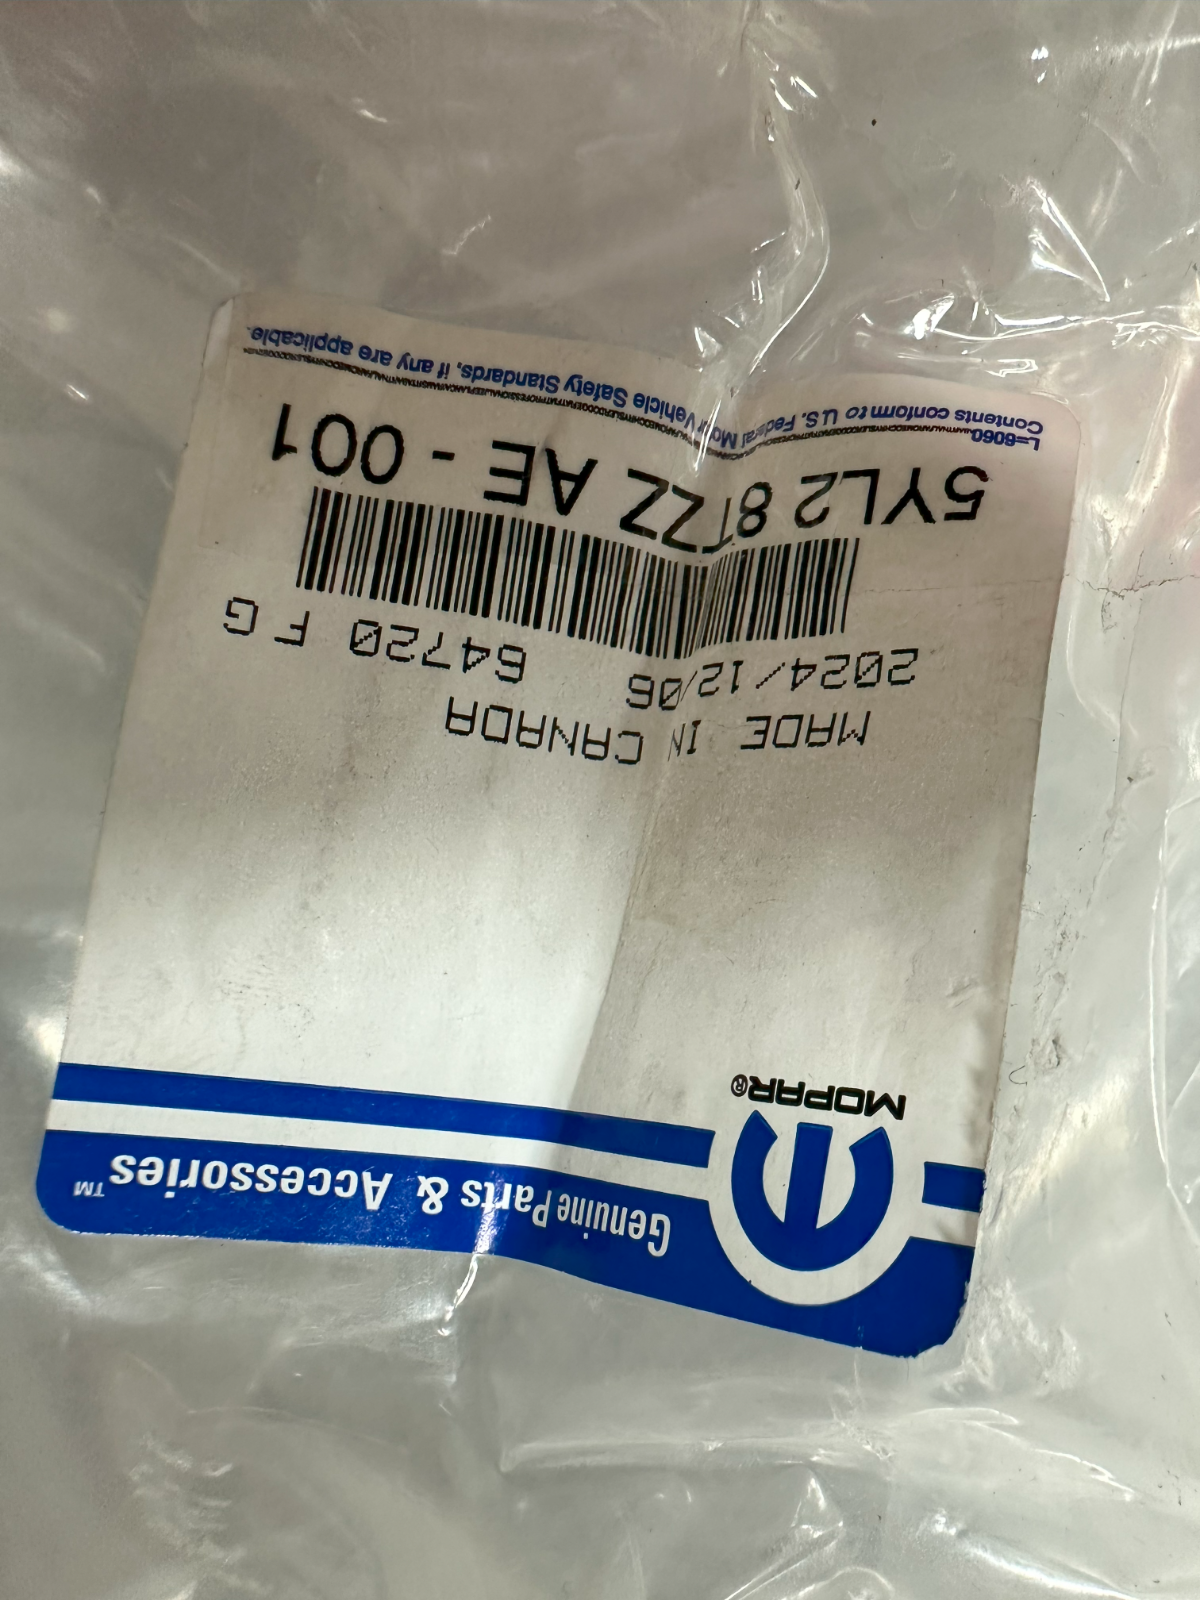 MOPAR®
Genuine Parts & Accessories™
MADE IN CANADA
2024/12/06 64720 F G
5YL2 8TZZ AE - 001
L=6060
Contents conform to U.S. Federal Motor Vehicle Safety Standards, if any are applicable.